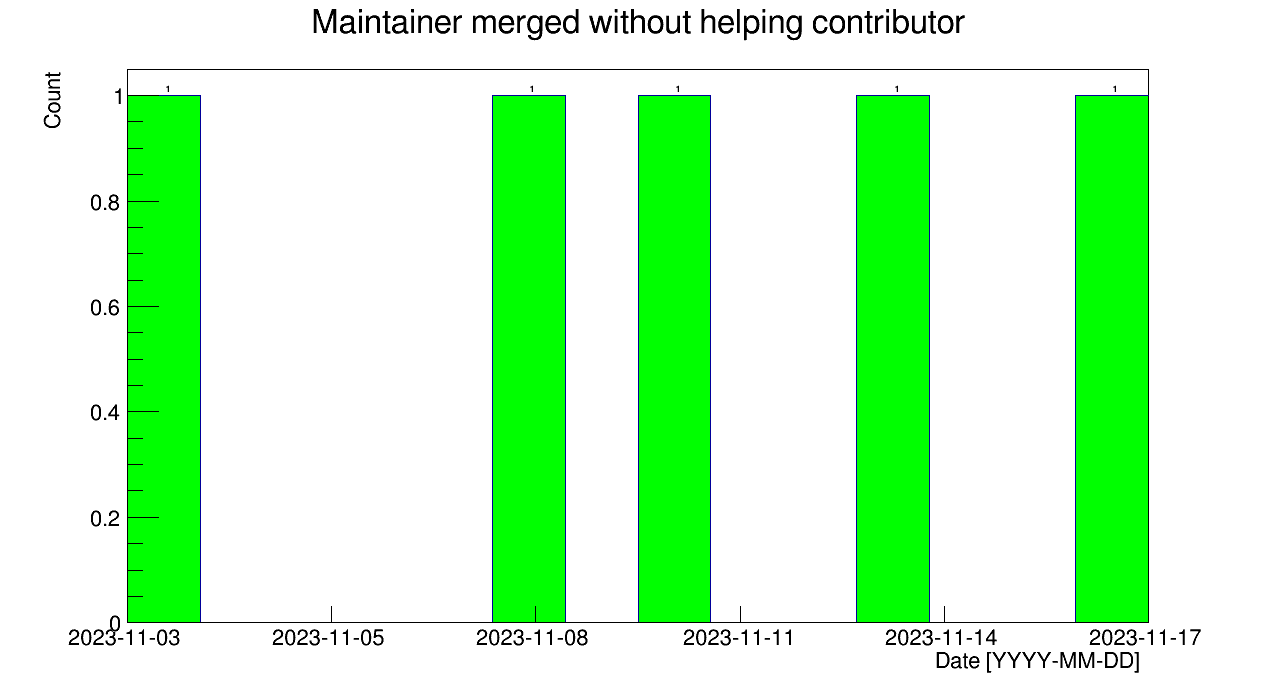 Maintainer merged without helping contributor
Count
1 1 1 1 1
1
0.8
0.6
0.4
0.2
0
2023-11-03 2023-11-05 2023-11-08 2023-11-11 2023-11-14 2023-11-17
Date [YYYY-MM-DD]